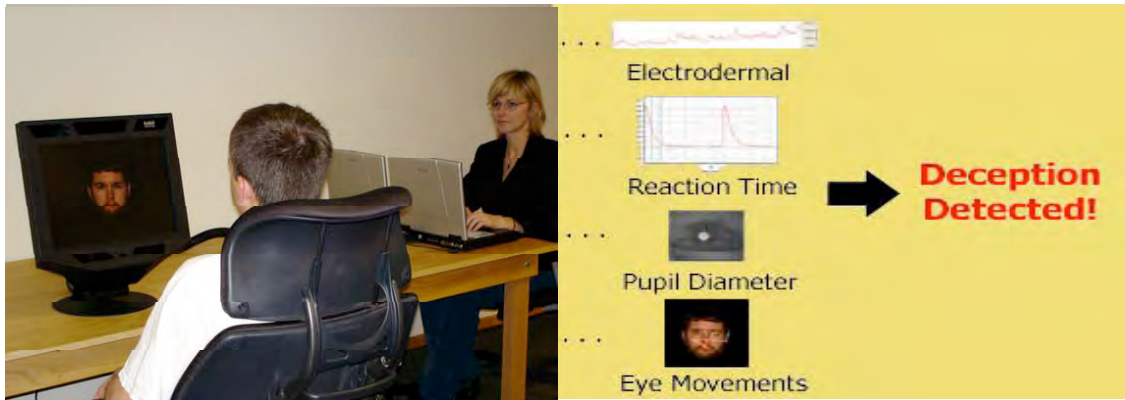 . . .
Electrodermal
. . .
Reaction Time
Deception
Detected!
. . .
Pupil Diameter
. . .
Eye Movements